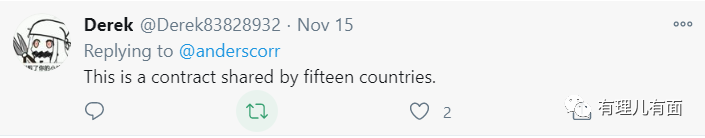 Derek @Derek83828932 · Nov 15
Replying to @anderscorr
This is a contract shared by fifteen countries.
2
有理儿有面